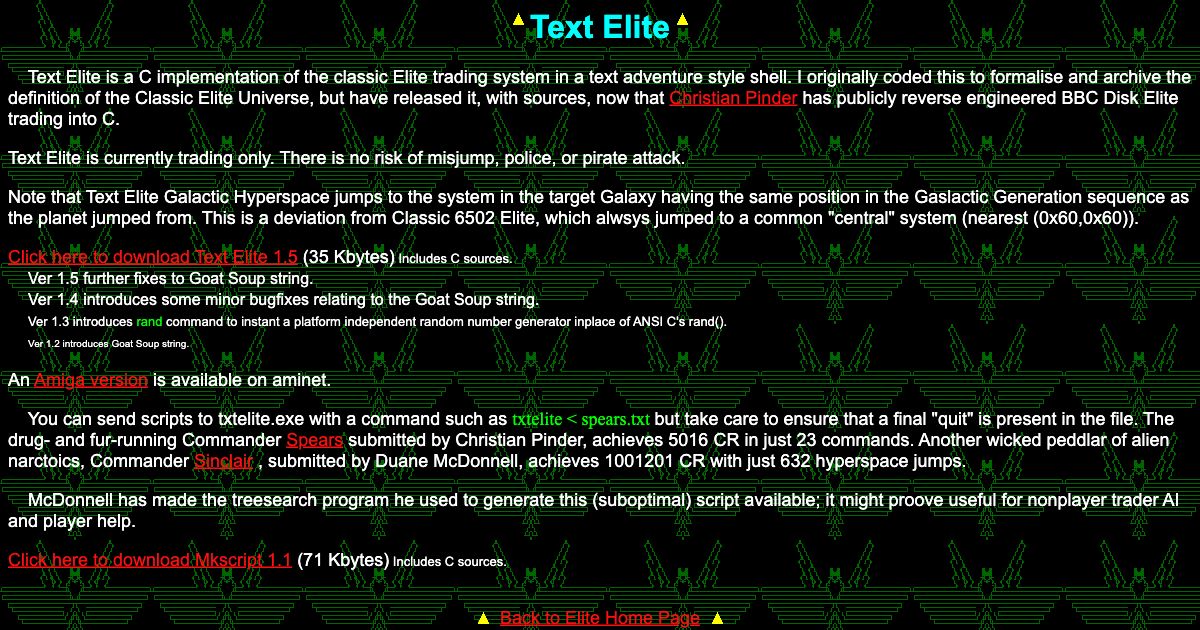 Text Elite
Text Elite is a C implementation of the classic Elite trading system in a text adventure style shell. I originally coded this to formalise and archive the
definition of the Classic Elite Universe, but have released it, with sources, now that Christian Pinder has publicly reverse engineered BBC Disk Elite
trading into C.
Text Elite is currently trading only. There is no risk of misjump, police, or pirate attack.
Note that Text Elite Galactic Hyperspace jumps to the system in the target Galaxy having the same position in the Gaslactic Generation sequence as
the planet jumped from. This is a deviation from Classic 6502 Elite, which alwsys jumped to a common "central" system (nearest (0x60,0x60)).
Click here to download Text Elite 1.5 (35 Kbytes) Includes C sources.
Ver 1.5 further fixes to Goat Soup string.
Ver 1.4 introduces some minor bugfixes relating to the Goat Soup string.
Ver 1.3 introduces rand command to instant a platform independent random number generator inplace of ANSI C's rand().
Ver 1.2 introduces Goat Soup string.
An Amiga version is available on aminet.
You can send scripts to txtelite.exe with a command such as txtelite < spears.txt but take care to ensure that a final "quit" is present in the file. The
drug- and fur-running Commander Spears submitted by Christian Pinder, achieves 5016 CR in just 23 commands. Another wicked peddlar of alien
narctoics, Commander Sinclair , submitted by Duane McDonnell, achieves 1001201 CR with just 632 hyperspace jumps.
McDonnell has made the treesearch program he used to generate this (suboptimal) script available; it might proove useful for nonplayer trader AI
and player help.
Click here to download Mkscript 1.1 (71 Kbytes) Includes C sources.
Back to Elite Home Page